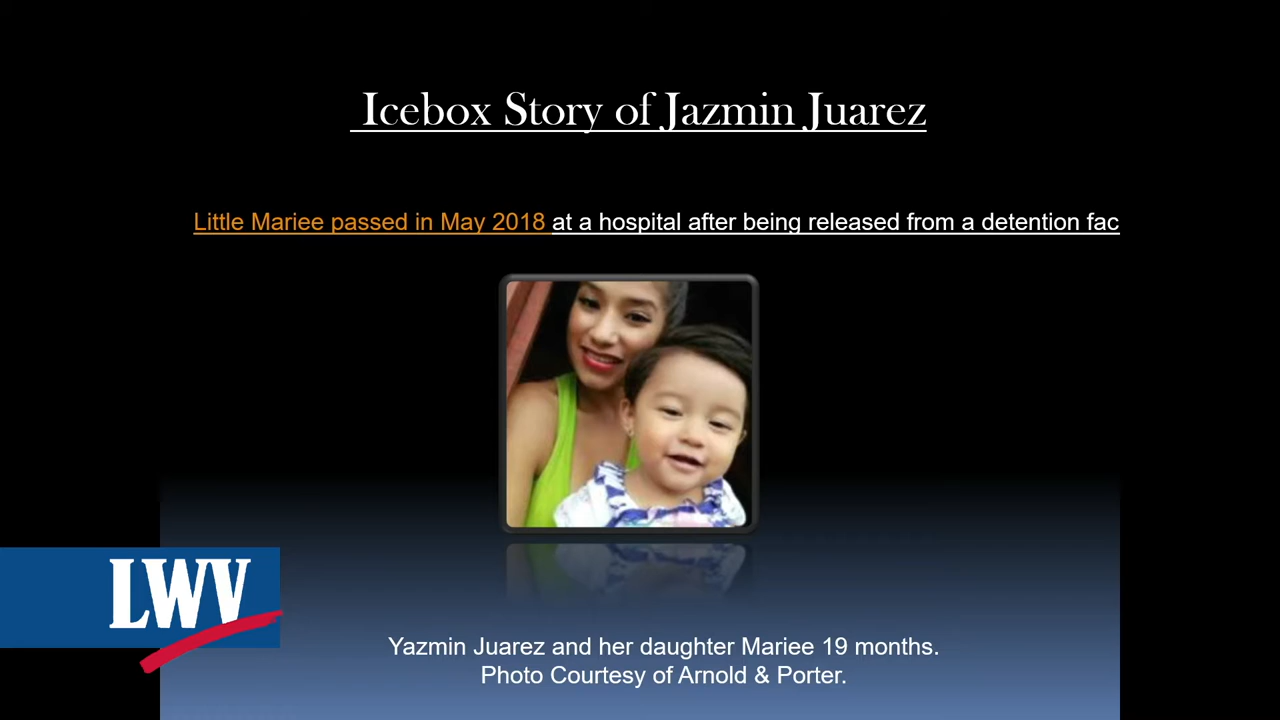 Icebox Story of Jazmin Juarez
Little Mariee passed in May 2018 at a hospital after being released from a detention fac
LWV
Yazmin Juarez and her daughter Mariee 19 months.
Photo Courtesy of Arnold & Porter.